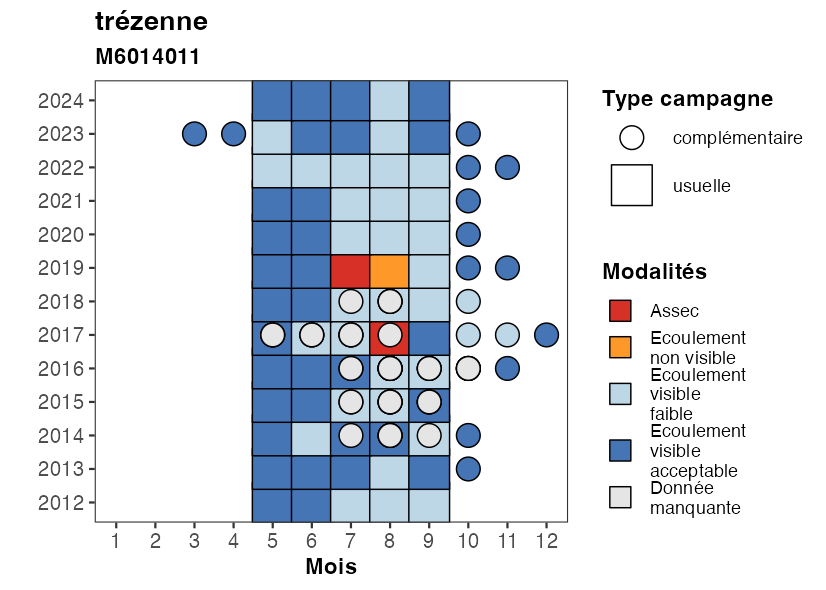 trézenne
M6014011
2024
2023
2022
2021
2020
2019
2018
2017
2016
2015
2014
2013
2012
1 2 3 4 5 6 7 8 9 10 11 12
Mois
Type campagne
complémentaire
usuelle
Modalités
Assec
Ecoulement
non visible
Ecoulement
visible
faible
Ecoulement
visible
acceptable
Donnée
manquante